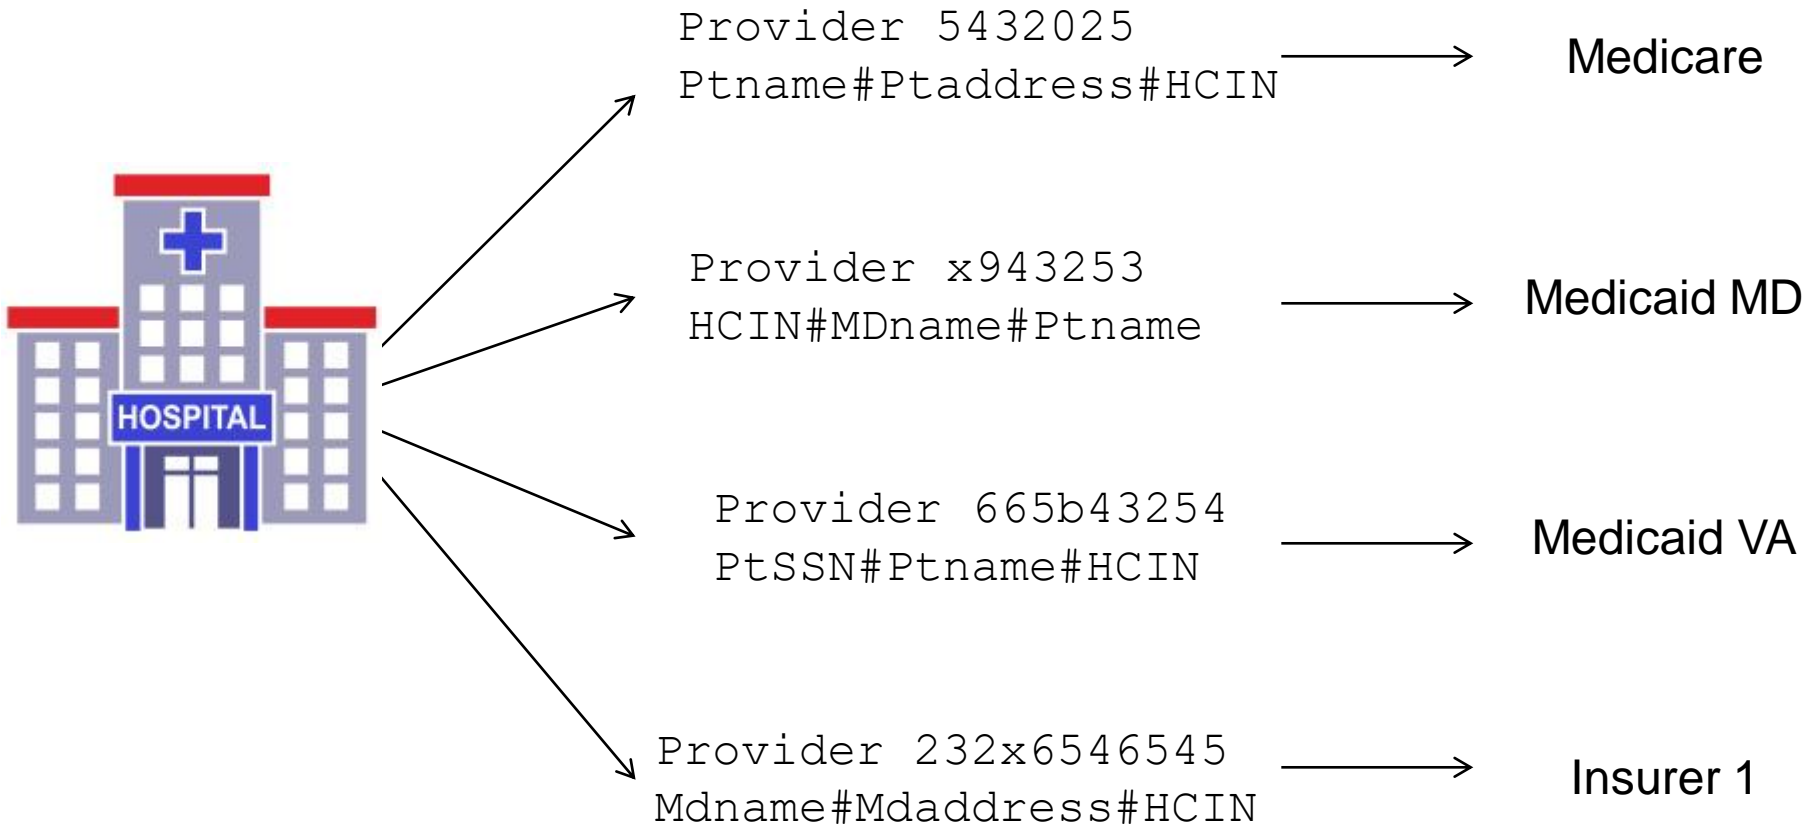 Provider 5432025
Ptname#Ptaddress#HCIN
Medicare
Provider x943253
HCIN#MDname#Ptname
Medicaid MD
HOSPITAL
Provider 665b43254
PtSSN#Ptname#HCIN
Medicaid VA
Provider 232x6546545
Mdname#Mdaddress#HCIN
Insurer 1